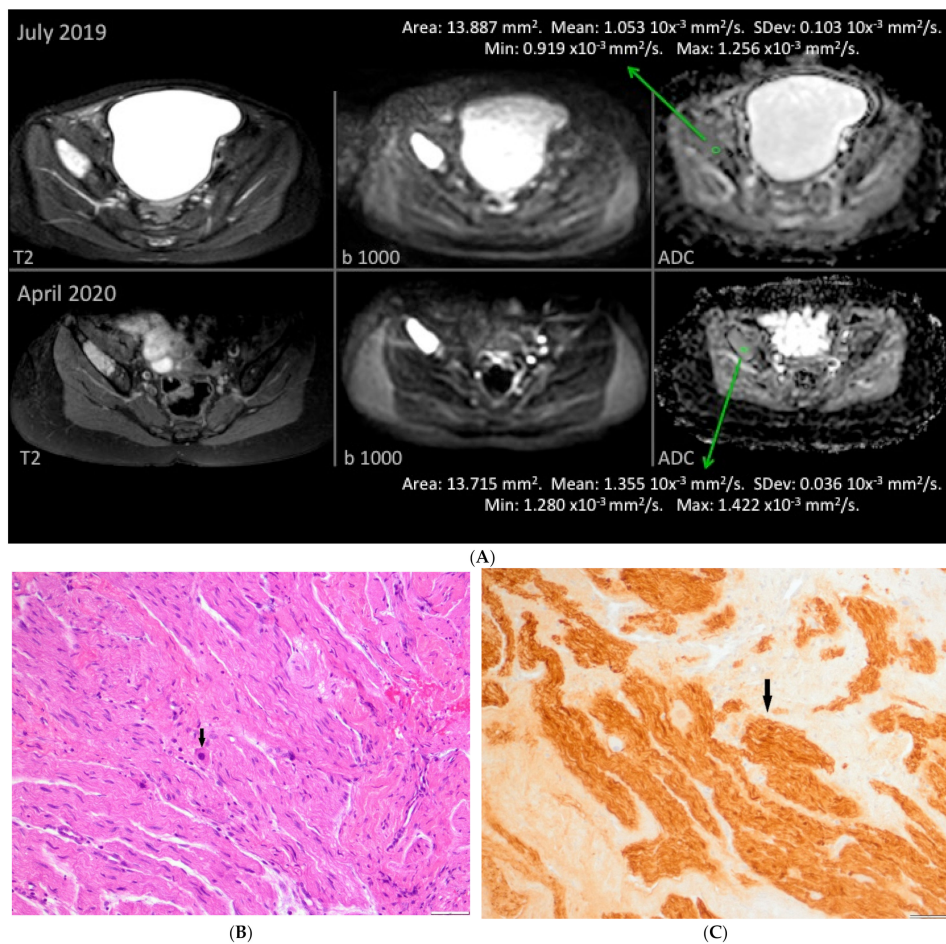 July 2019
Area: 13.887 mm². Mean: 1.053 10x⁻³ mm²/s. SDev: 0.103 10x⁻³ mm²/s.
Min: 0.919 x10⁻³ mm²/s. Max: 1.256 x10⁻³ mm²/s.
T2
b 1000
ADC
April 2020
T2
b 1000
ADC
Area: 13.715 mm². Mean: 1.355 10x⁻³ mm²/s. SDev: 0.036 10x⁻³ mm²/s.
Min: 1.280 x10⁻³ mm²/s. Max: 1.422 x10⁻³ mm²/s.
(A)
(B)
(C)